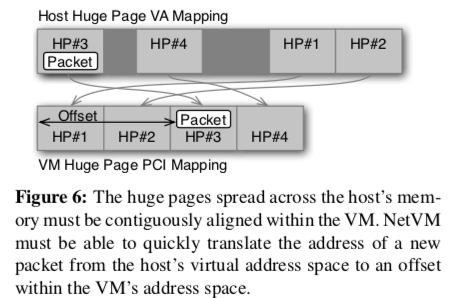 Host Huge Page VA Mapping
HP#3 HP#4 HP#1 HP#2
Packet
Offset Packet
HP#1 HP#2 HP#3 HP#4
VM Huge Page PCI Mapping
Figure 6: The huge pages spread across the host's mem-
ory must be contiguously aligned within the VM. NetVM
must be able to quickly translate the address of a new
packet from the host's virtual address space to an offset
within the VM's address space.